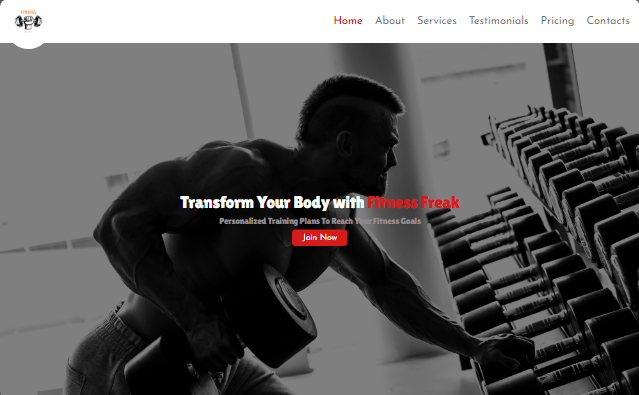 FITNESS
Home About Services Testimonials Pricing Contacts
Transform Your Body with Fitness Freak
Personalized Training Plans To Reach Your Fitness Goals
Join Now